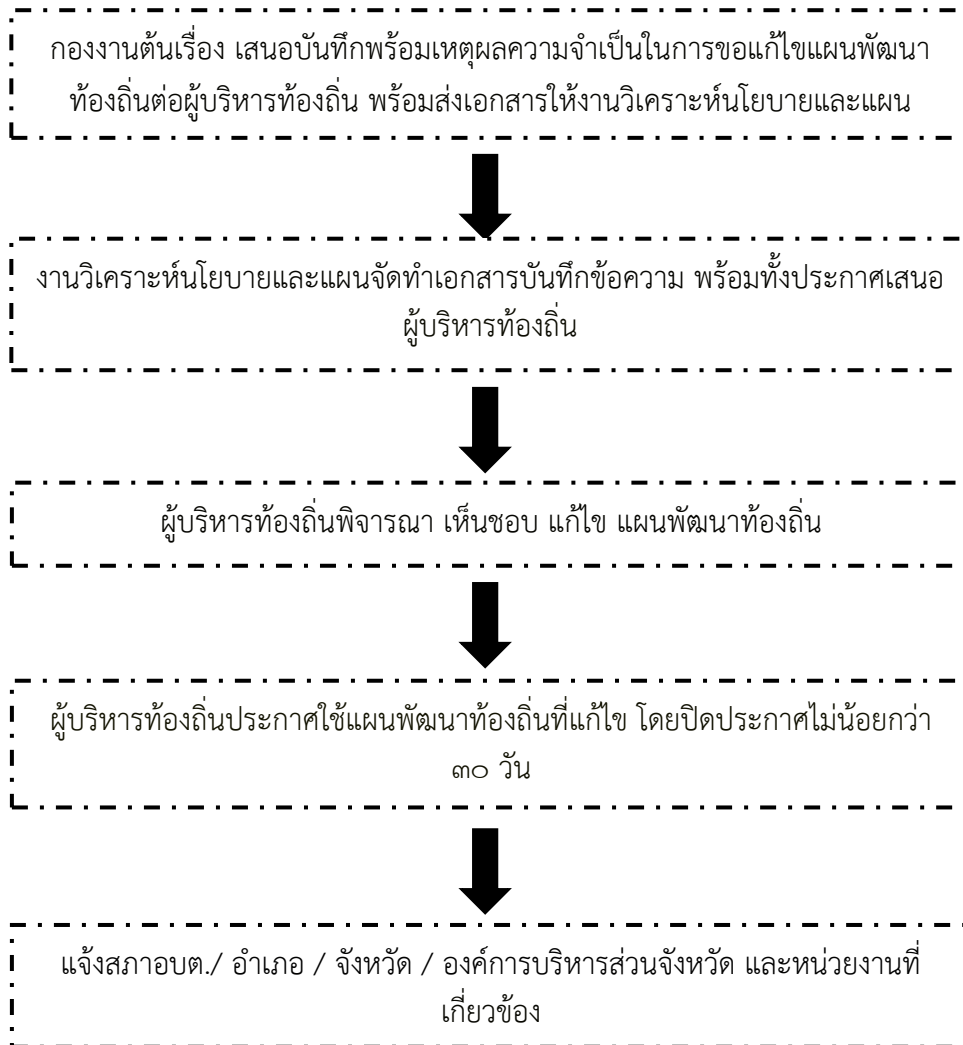 กองงานต้นเรื่อง เสนอบันทึกพร้อมเหตุผลความจำเป็นในการขอแก้ไขแผนพัฒนา
ท้องถิ่นต่อผู้บริหารท้องถิ่น พร้อมส่งเอกสารให้งานวิเคราะห์นโยบายและแผน
งานวิเคราะห์นโยบายและแผนจัดทำเอกสารบันทึกข้อความ พร้อมทั้งประกาศเสนอ
ผู้บริหารท้องถิ่น
ผู้บริหารท้องถิ่นพิจารณา เห็นชอบ แก้ไข แผนพัฒนาท้องถิ่น
ผู้บริหารท้องถิ่นประกาศใช้แผนพัฒนาท้องถิ่นที่แก้ไข โดยปิดประกาศไม่น้อยกว่า
๓๐ วัน
แจ้งสภาอบต./ อำเภอ / จังหวัด / องค์การบริหารส่วนจังหวัด และหน่วยงานที่
เกี่ยวข้อง